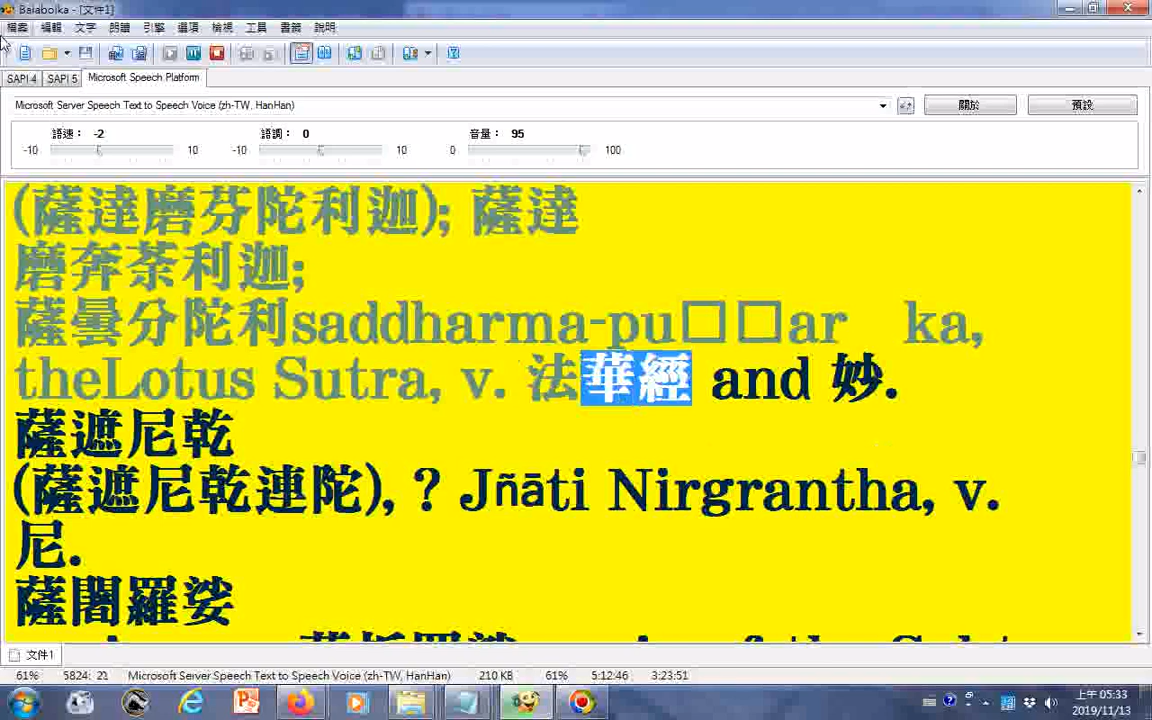 Balabolka - [文件1]
檔案 編輯 文字 朗讀 引擎 選項 檢視 工具 書籤 說明
SAPI 4 SAPI 5 Microsoft Speech Platform
Microsoft Server Speech Text to Speech Voice (zh-TW, HanHan) 關於 預設
語速： -2 語調： 0 音量： 95
-10 10 -10 10 0 100
(薩達磨芬陀利迦); 薩達
磨奔荼利迦;
薩曇分陀利saddharma-pu□□ar ka,
theLotus Sutra, v. 法華經 and 妙.
薩遮尼乾
(薩遮尼乾連陀), ? Jñāti Nirgrantha, v.
尼.
薩闍羅娑
文件1
61% 5824: 21 Microsoft Server Speech Text to Speech Voice (zh-TW, HanHan) 210 KB 61% 5:12:46 3:23:51
上午 05:33
2019/11/13